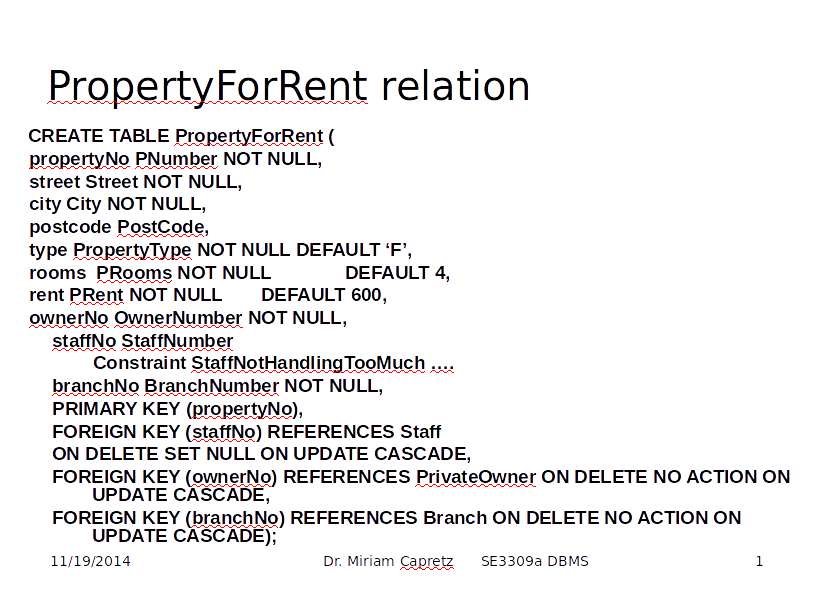 PropertyForRent relation
CREATE TABLE PropertyForRent (
propertyNo PNumber NOT NULL,
street Street NOT NULL,
city City NOT NULL,
postcode PostCode,
type PropertyType NOT NULL DEFAULT ‘F’,
rooms PRooms NOT NULL DEFAULT 4,
rent PRent NOT NULL DEFAULT 600,
ownerNo OwnerNumber NOT NULL,
staffNo StaffNumber
Constraint StaffNotHandlingTooMuch ….
branchNo BranchNumber NOT NULL,
PRIMARY KEY (propertyNo),
FOREIGN KEY (staffNo) REFERENCES Staff
ON DELETE SET NULL ON UPDATE CASCADE,
FOREIGN KEY (ownerNo) REFERENCES PrivateOwner ON DELETE NO ACTION ON
UPDATE CASCADE,
FOREIGN KEY (branchNo) REFERENCES Branch ON DELETE NO ACTION ON
UPDATE CASCADE);
11/19/2014 Dr. Miriam Capretz SE3309a DBMS 1